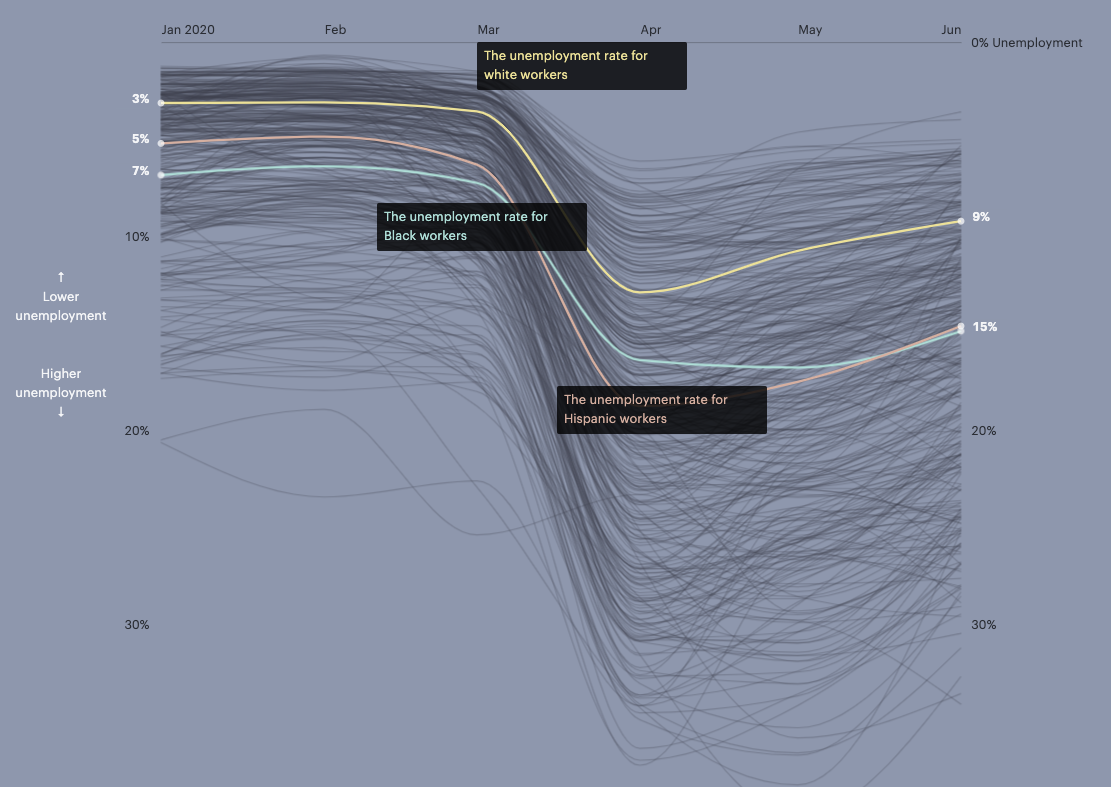 Jan 2020
Feb
Mar
Apr
May
Jun
0% Unemployment
The unemployment rate for
white workers
3%
5%
7%
The unemployment rate for
Black workers
9%
10%
↑
Lower
unemployment
15%
Higher
unemployment
↓
The unemployment rate for
Hispanic workers
20%
20%
30%
30%